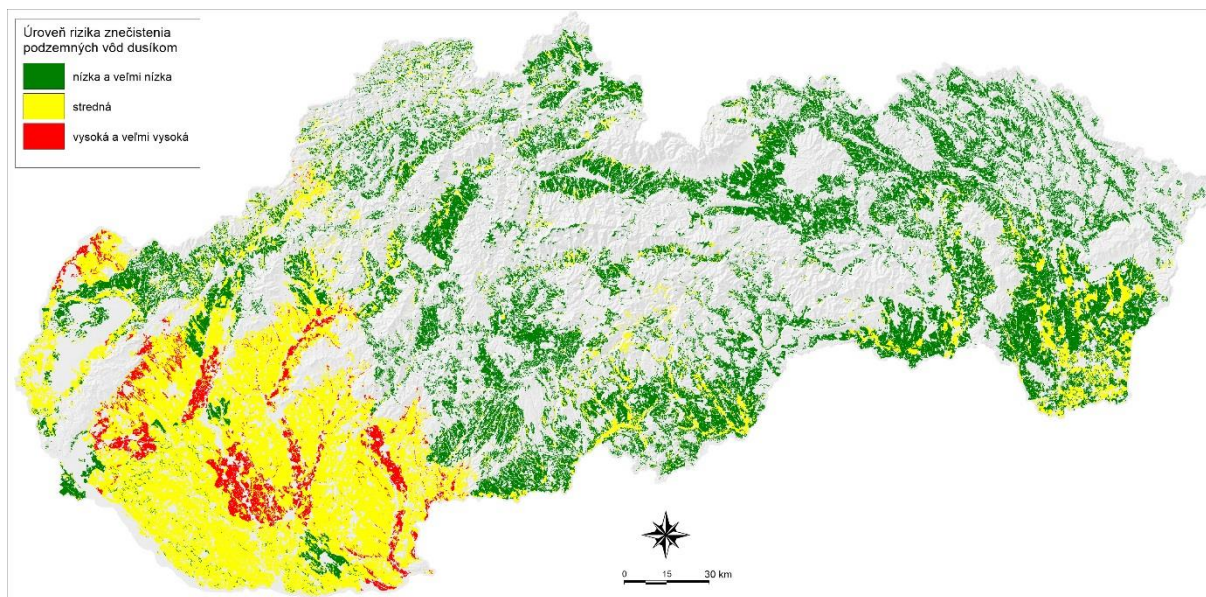 Úroveň rizika znečistenia
podzemných vôd dusíkom
nízka a veľmi nízka
stredná
vysoká a veľmi vysoká
0 15 30 km